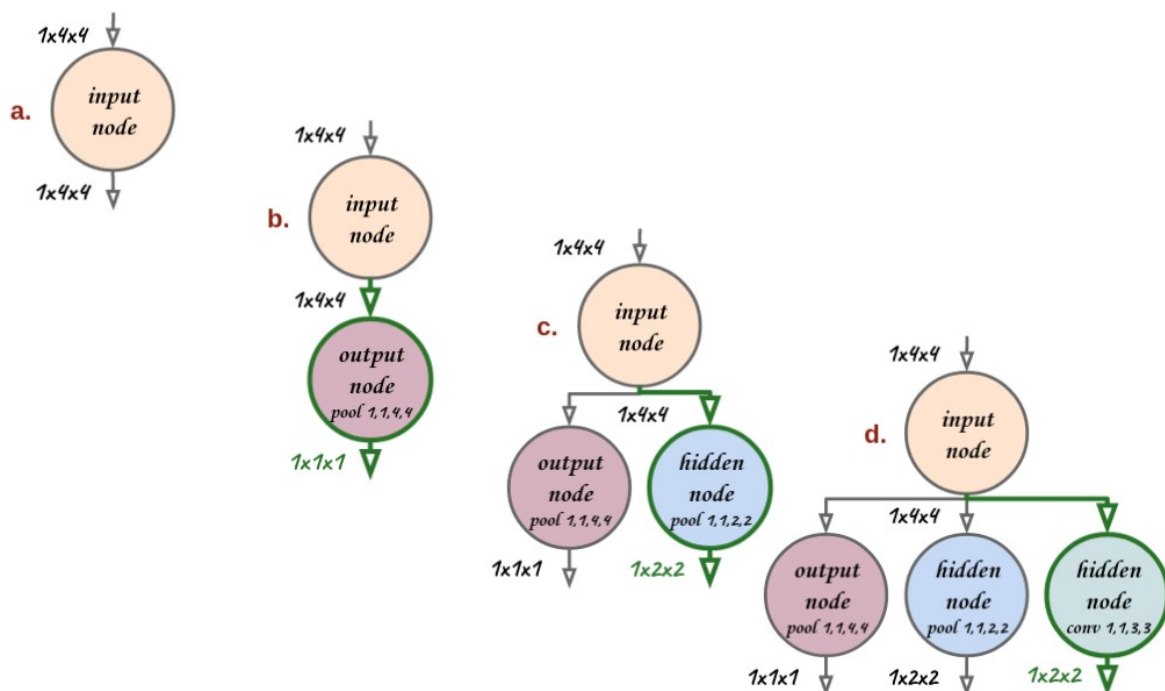 a.
1x4x4
input
node
1x4x4
b.
1x4x4
input
node
1x4x4
output
node
pool 1,1,4,4
1x1x1
c.
1x4x4
input
node
1x4x4
output
node
pool 1,1,4,4
1x1x1
hidden
node
pool 1,1,2,2
1x2x2
d.
1x4x4
input
node
1x4x4
output
node
pool 1,1,4,4
1x1x1
hidden
node
pool 1,1,2,2
1x2x2
hidden
node
conv 1,1,3,3
1x2x2